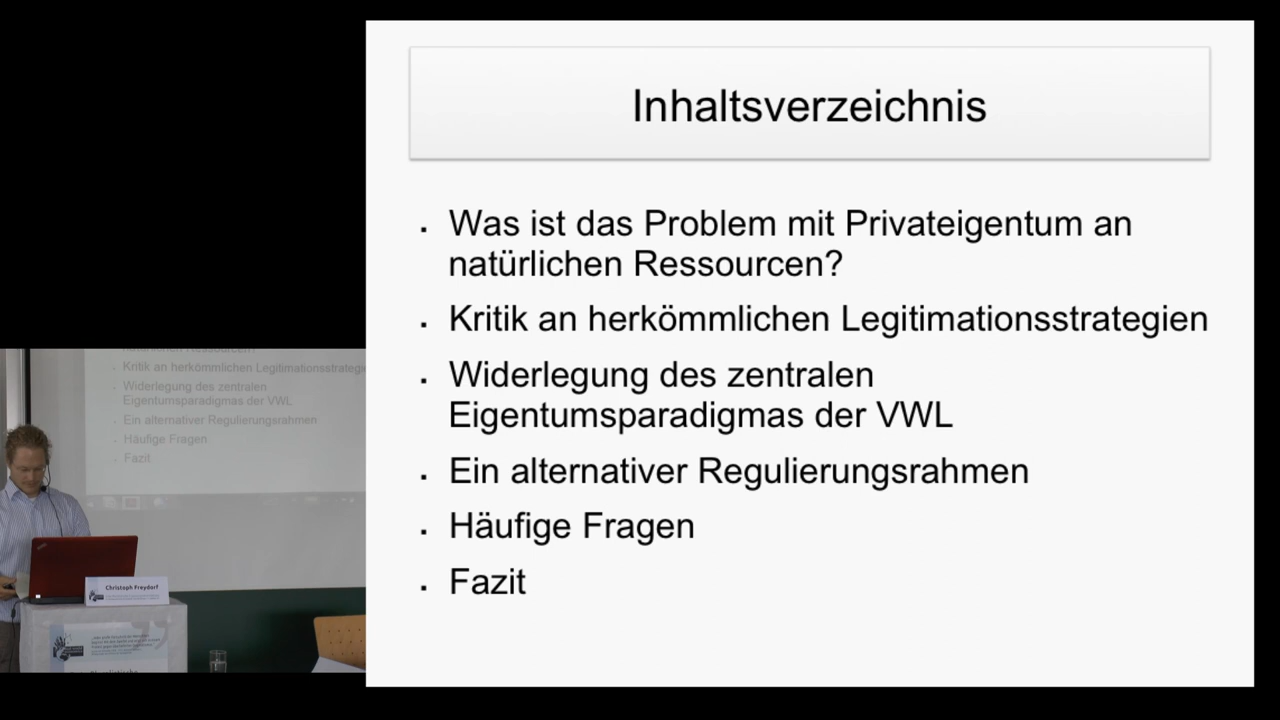 Inhaltsverzeichnis
Was ist das Problem mit Privateigentum an
natürlichen Ressourcen?
Kritik an herkömmlichen Legitimationsstrategien
Widerlegung des zentralen
Eigentumsparadigmas der VWL
Ein alternativer Regulierungsrahmen
Häufige Fragen
Fazit
Kritik an herkömmlichen Legitimationsstrategi
Widerlegung des zentralen
Eigentumsparadigmas der VWL
Ein alternativer Regulierungsrahmen
Häufige Fragen
Fazit
Christoph Freydorf